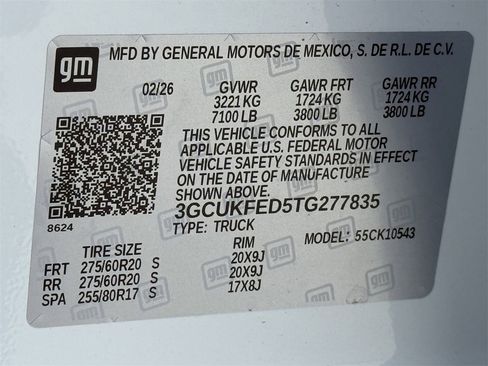 gm MFD BY GENERAL MOTORS DE MEXICO, S. DE R.L. DE C.V.
02/26 GVWR GAWR FRT GAWR RR
3221 KG 1724 KG 1724 KG
7100 LB 3800 LB 3800 LB
THIS VEHICLE CONFORMS TO ALL
APPLICABLE U.S. FEDERAL MOTOR
VEHICLE SAFETY STANDARDS IN EFFECT
ON THE DATE OF MANUFACTURE
SHOWN ABOVE.
8624 3GCUKFED5TG277835
TYPE: TRUCK MODEL: 55CK10543
TIRE SIZE RIM
FRT 275/60R20 S 20X9J
RR 275/60R20 S 20X9J
SPA 255/80R17 S 17X8J